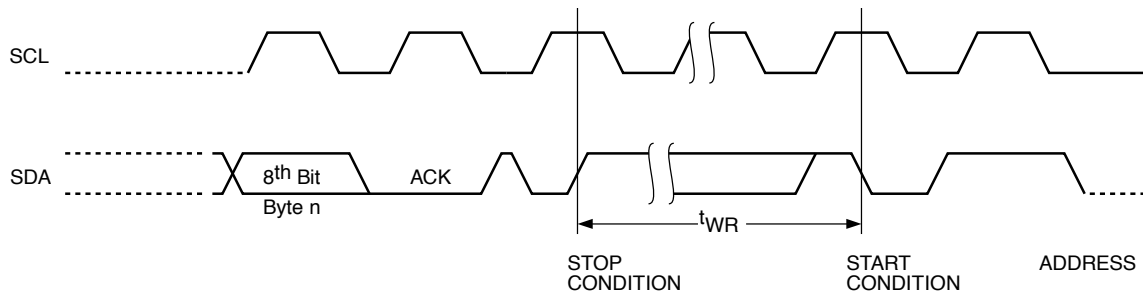 SCL
SDA
8th Bit
ACK
Byte n
tWR
STOP
CONDITION
START
CONDITION
ADDRESS